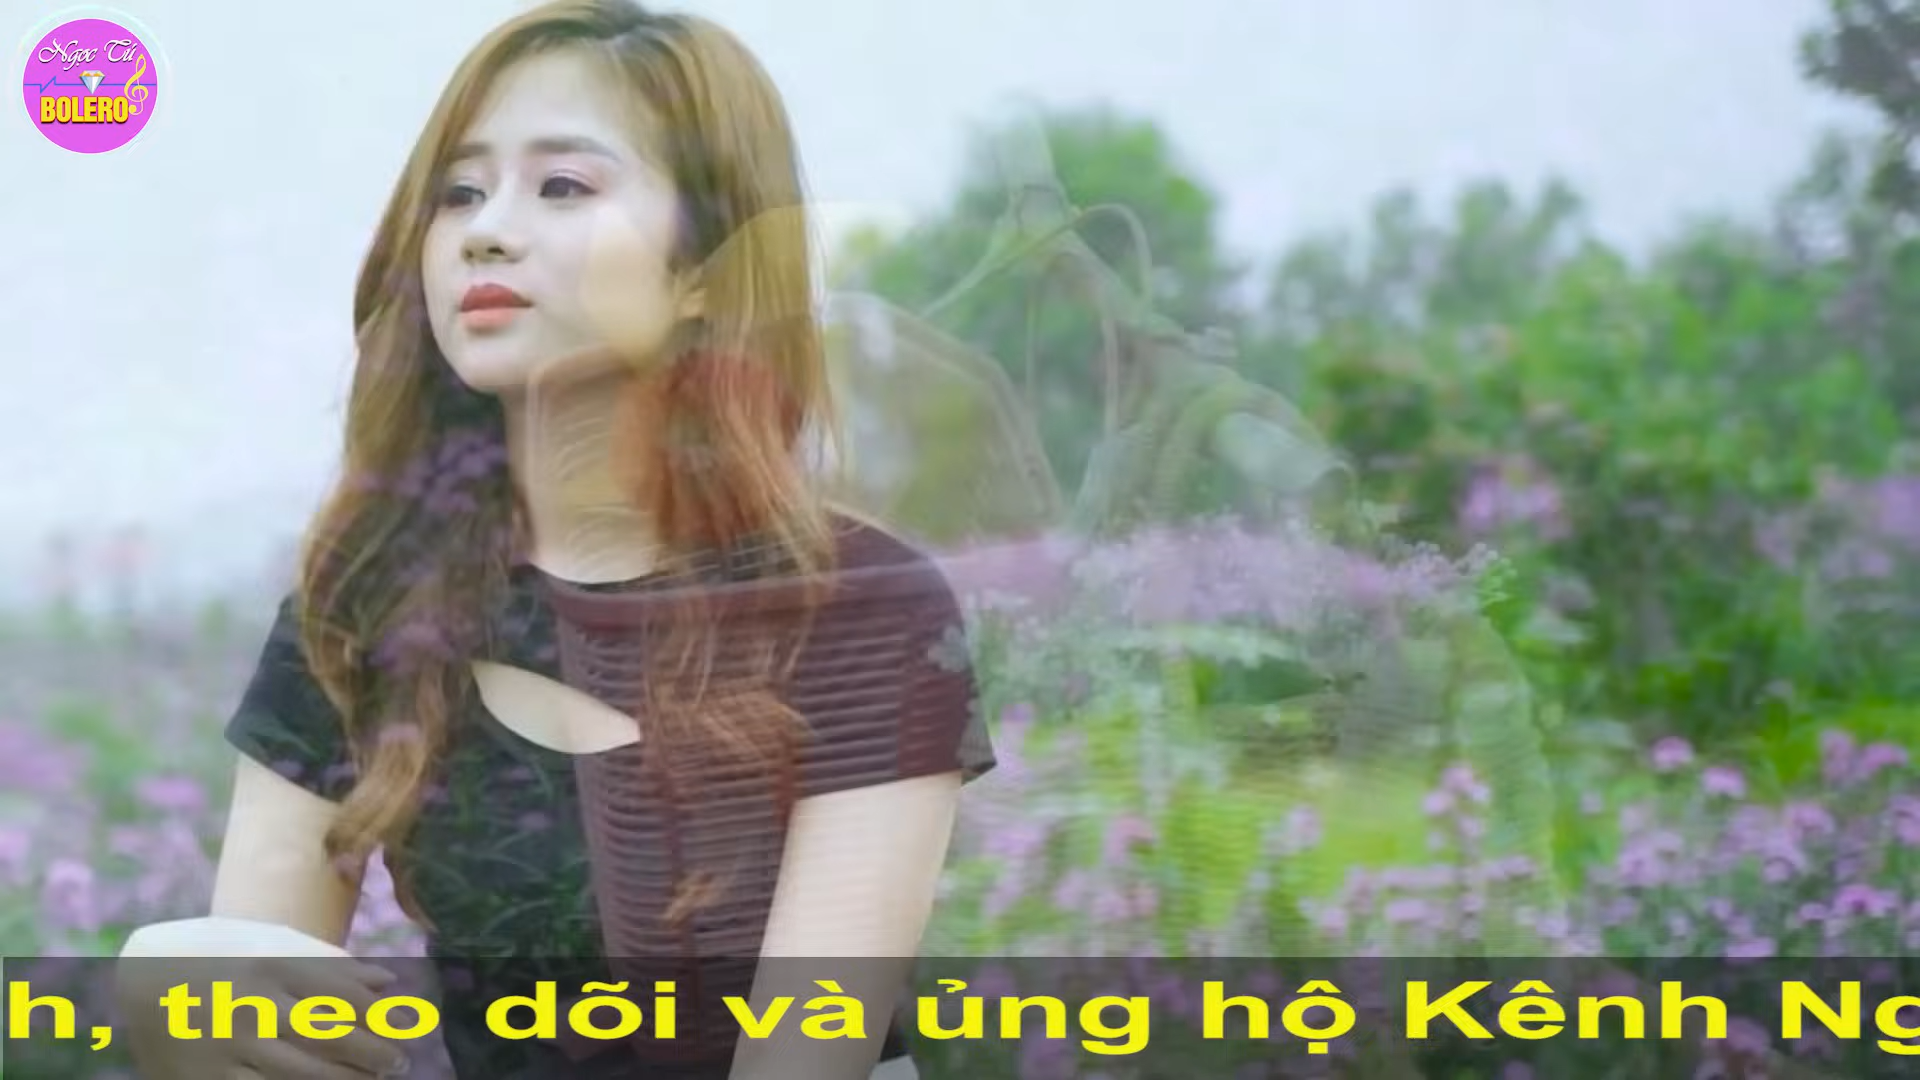 Ngọc Tú
BOLERO
h, theo dõi và ủng hộ Kênh Ng